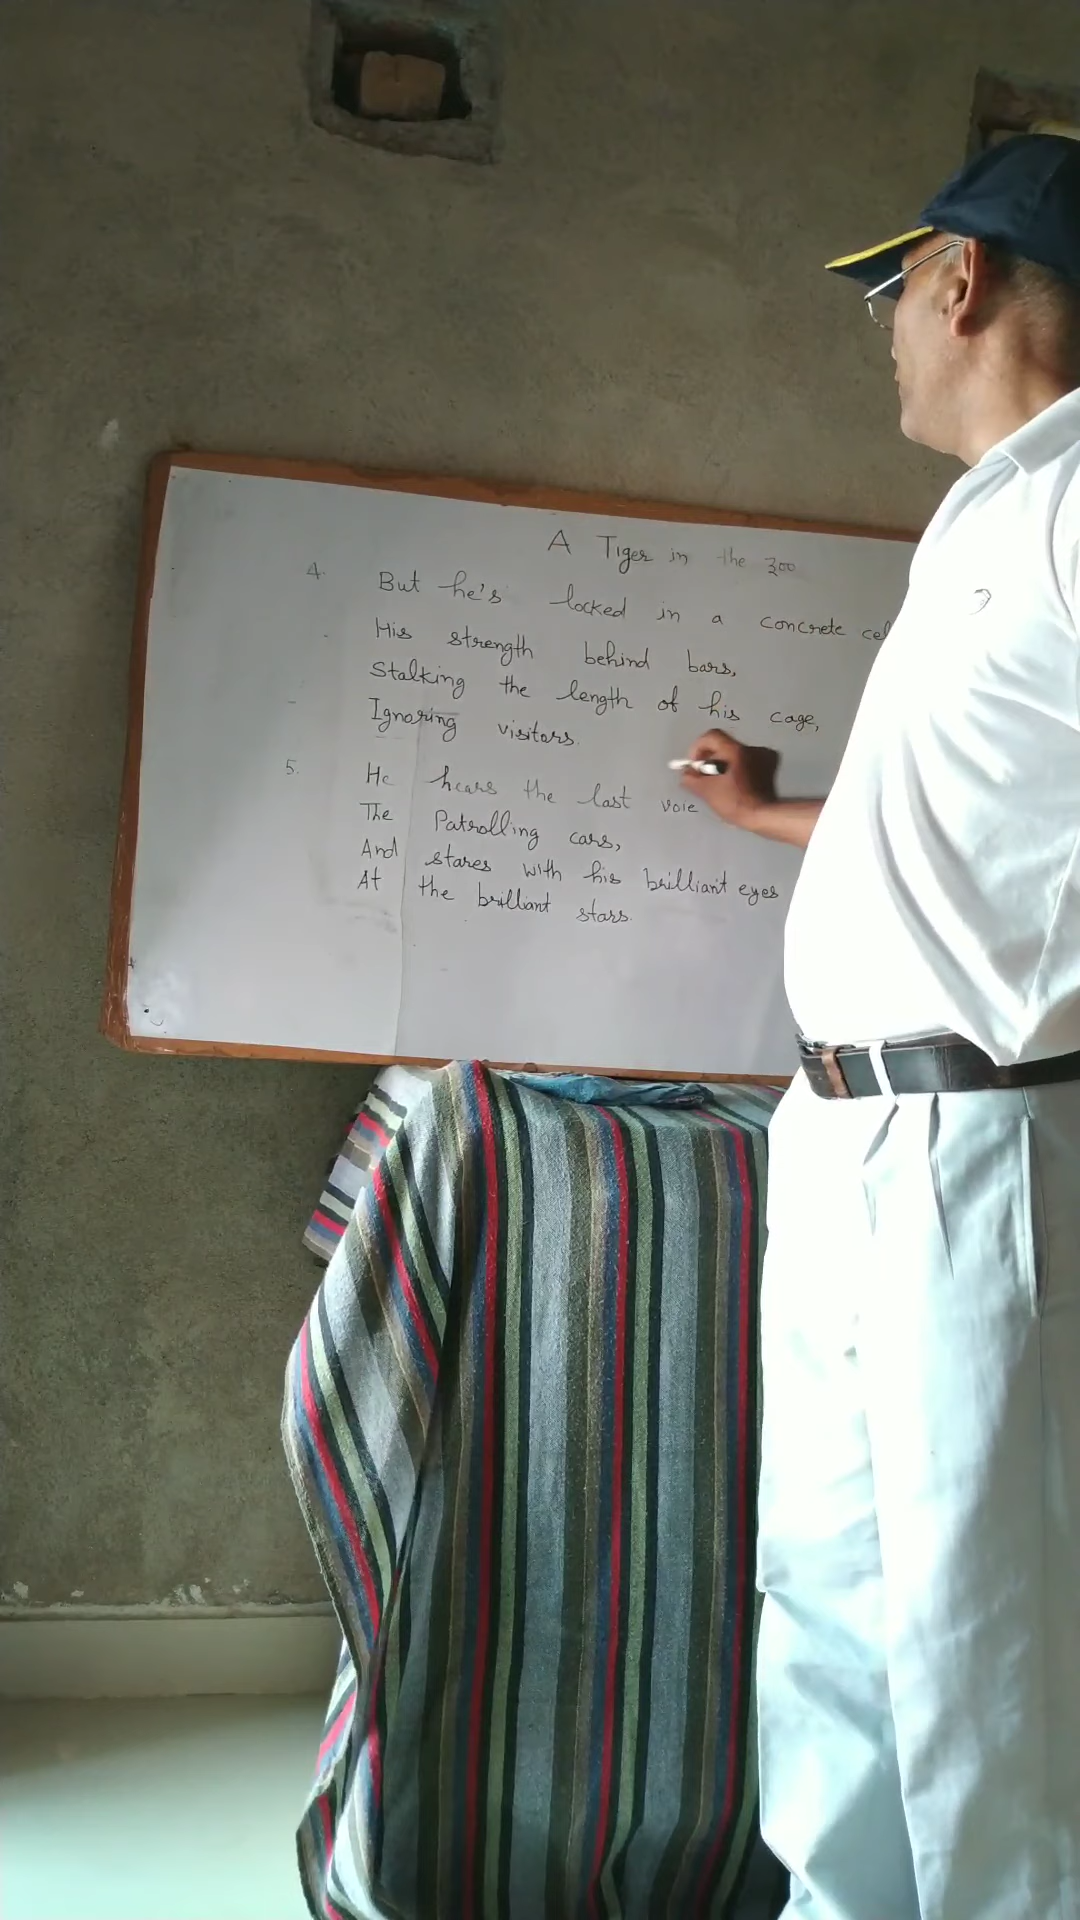 A Tiger in the zoo
4. But he's locked in a concrete cel
His strength behind bars,
Stalking the length of his cage,
Ignoring visitors.
5. He hears the last voie
The Patrolling cars,
And stares with his brilliant eyes
At the brilliant stars.